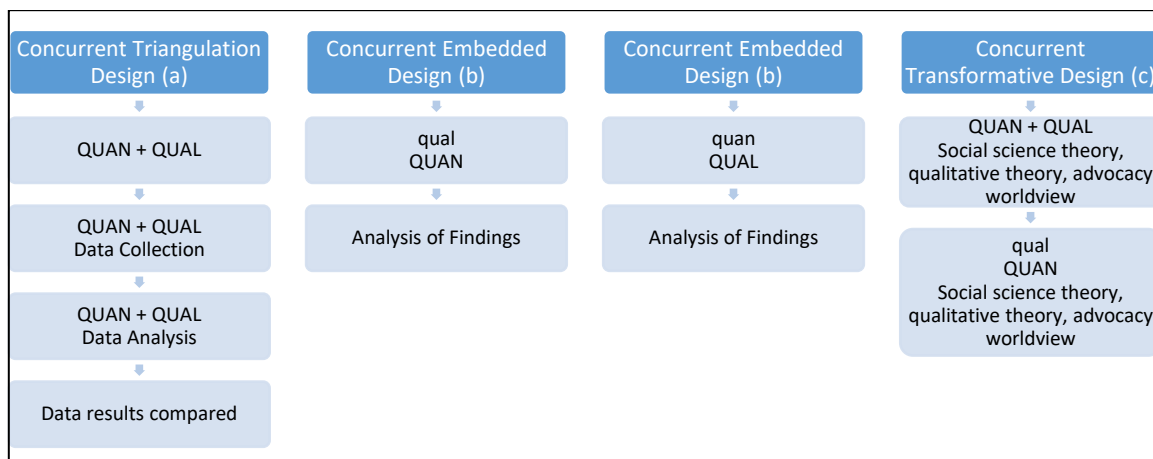 Concurrent Triangulation
Design (a)
QUAN + QUAL
QUAN + QUAL
Data Collection
QUAN + QUAL
Data Analysis
Data results compared
Concurrent Embedded
Design (b)
qual
QUAN
Analysis of Findings
Concurrent Embedded
Design (b)
quan
QUAL
Analysis of Findings
Concurrent
Transformative Design (c)
QUAN + QUAL
Social science theory,
qualitative theory, advocacy
worldview
qual
QUAN
Social science theory,
qualitative theory, advocacy
worldview